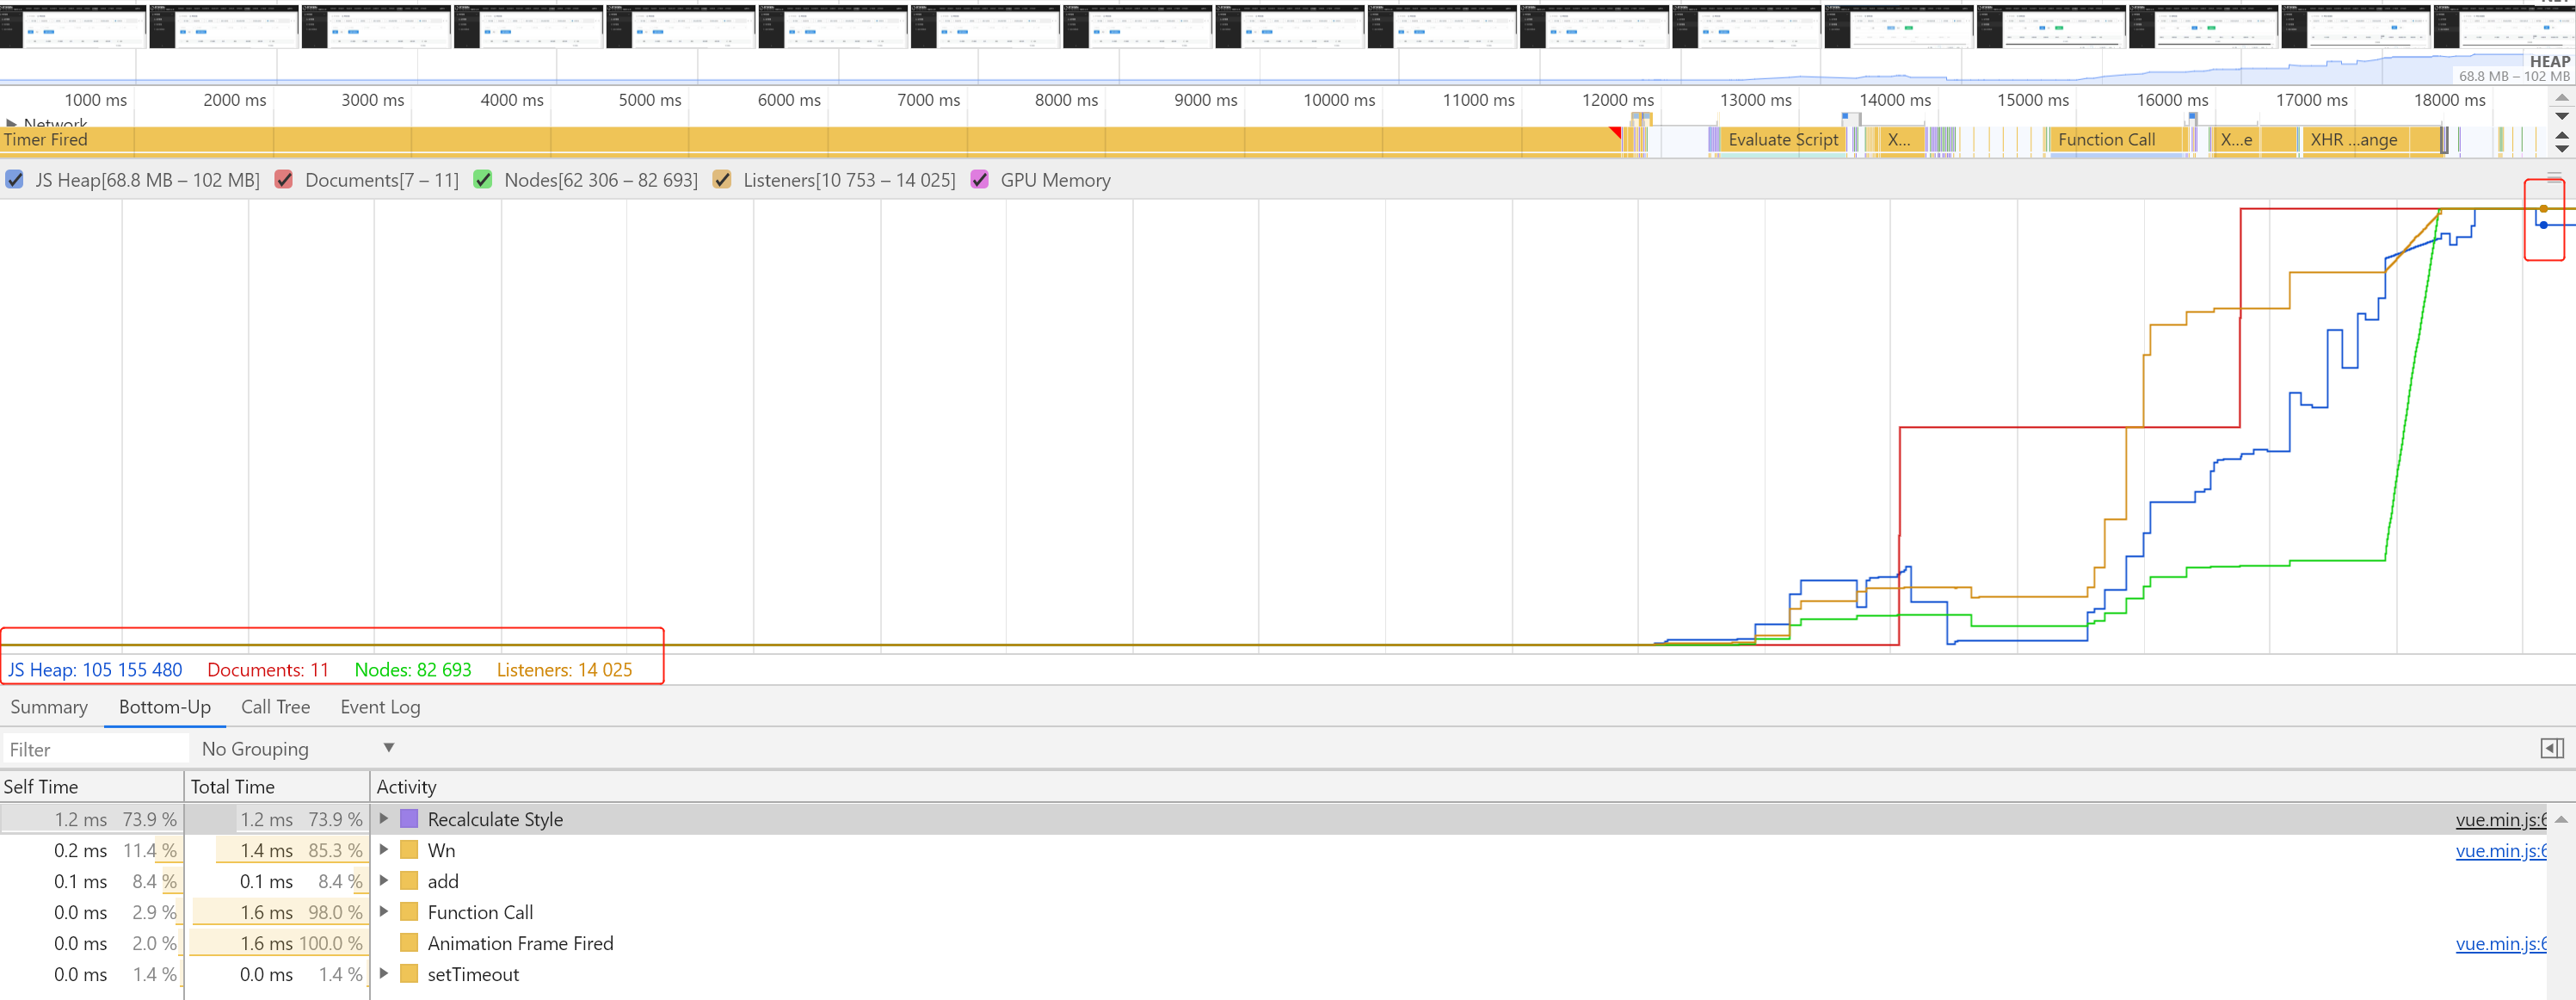 HEAP
68.8 MB – 102 MB
1000 ms 2000 ms 3000 ms 4000 ms 5000 ms 6000 ms 7000 ms 8000 ms 9000 ms 10000 ms 11000 ms 12000 ms 13000 ms 14000 ms 15000 ms 16000 ms 17000 ms 18000 ms
Network
Timer Fired Evaluate Script X... Function Call X...e XHR ...ange
JS Heap[68.8 MB – 102 MB] Documents[7 – 11] Nodes[62 306 – 82 693] Listeners[10 753 – 14 025] GPU Memory
JS Heap: 105 155 480 Documents: 11 Nodes: 82 693 Listeners: 14 025
Summary Bottom-Up Call Tree Event Log
Filter No Grouping
Self Time Total Time Activity
1.2 ms 73.9 % 1.2 ms 73.9 % Recalculate Style vue.min.js:6
0.2 ms 11.4 % 1.4 ms 85.3 % Wn vue.min.js:6
0.1 ms 8.4 % 0.1 ms 8.4 % add
0.0 ms 2.9 % 1.6 ms 98.0 % Function Call
0.0 ms 2.0 % 1.6 ms 100.0 % Animation Frame Fired vue.min.js:6
0.0 ms 1.4 % 0.0 ms 1.4 % setTimeout